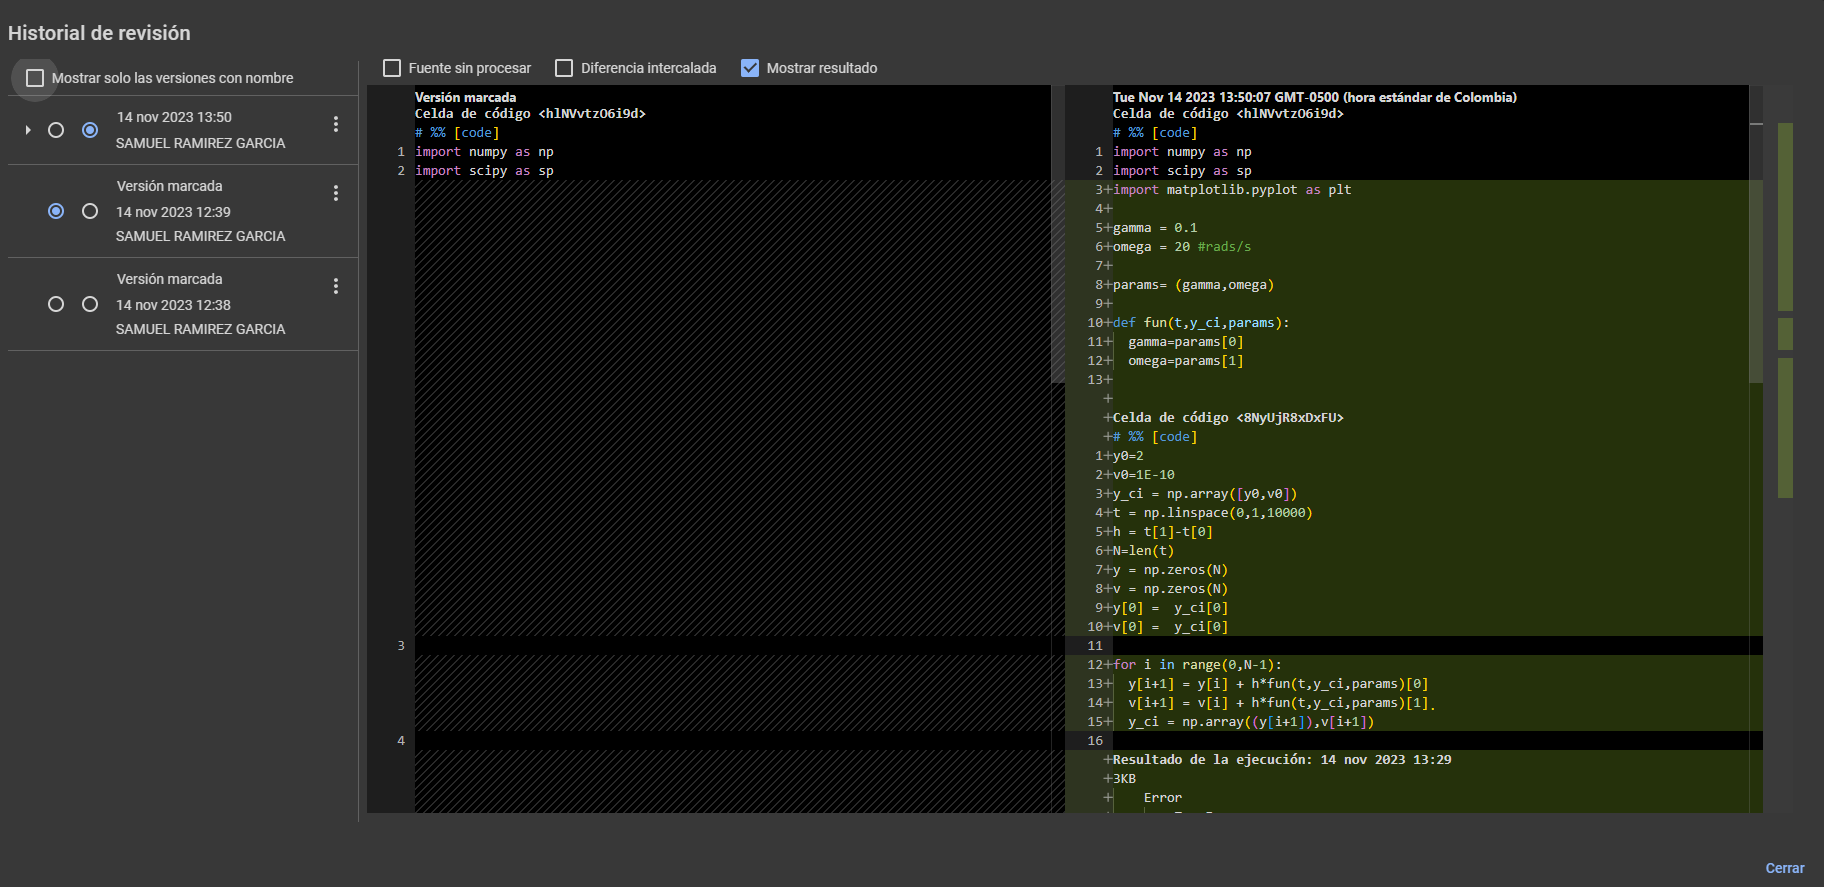 Historial de revisión
Mostrar solo las versiones con nombre
14 nov 2023 13:50
SAMUEL RAMIREZ GARCIA
Versión marcada
14 nov 2023 12:39
SAMUEL RAMIREZ GARCIA
Versión marcada
14 nov 2023 12:38
SAMUEL RAMIREZ GARCIA
Fuente sin procesar Diferencia intercalada Mostrar resultado
Versión marcada
Celda de código <hlNVvtzO6i9d>
# %% [code]
1 import numpy as np
2 import scipy as sp
3
4
Tue Nov 14 2023 13:50:07 GMT-0500 (hora estándar de Colombia)
Celda de código <hlNVvtzO6i9d>
# %% [code]
1 import numpy as np
2 import scipy as sp
3+import matplotlib.pyplot as plt
4+
5+gamma = 0.1
6+omega = 20 #rads/s
7+
8+params= (gamma,omega)
9+
10+def fun(t,y_ci,params):
11+  gamma=params[0]
12+  omega=params[1]
13+
+
+Celda de código <8NyUjR8xDxFU>
+# %% [code]
1+y0=2
2+v0=1E-10
3+y_ci = np.array([y0,v0])
4+t = np.linspace(0,1,10000)
5+h = t[1]-t[0]
6+N=len(t)
7+y = np.zeros(N)
8+v = np.zeros(N)
9+y[0] =  y_ci[0]
10+v[0] =  y_ci[0]
11
12+for i in range(0,N-1):
13+  y[i+1] = y[i] + h*fun(t,y_ci,params)[0]
14+  v[i+1] = v[i] + h*fun(t,y_ci,params)[1].
15+  y_ci = np.array((y[i+1]),v[i+1])
16
+Resultado de la ejecución: 14 nov 2023 13:29
+3KB
+    Error
+
Cerrar